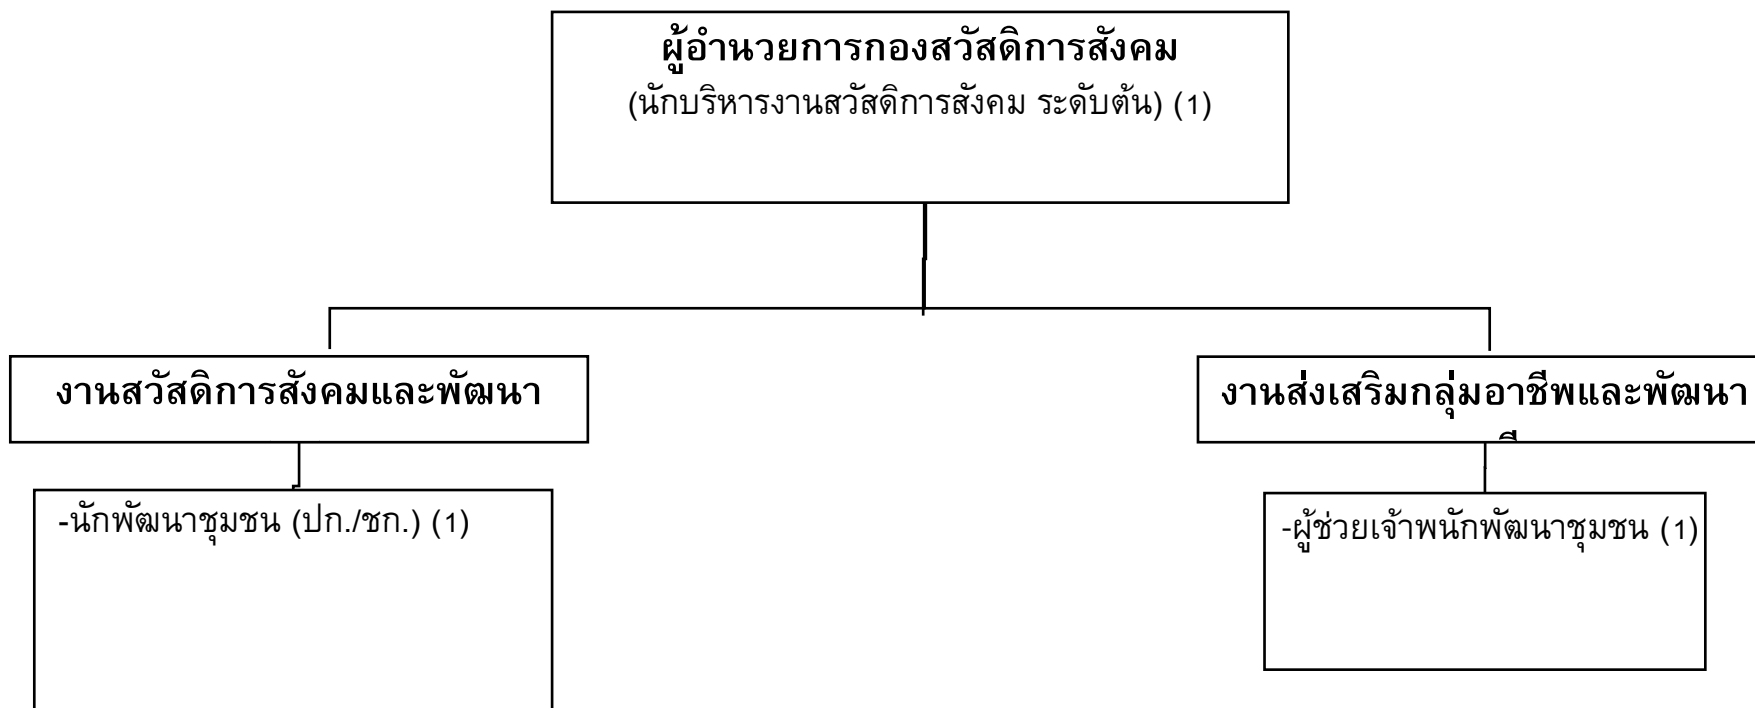 ผู้อำนวยการกองสวัสดิการสังคม
(นักบริหารงานสวัสดิการสังคม ระดับต้น) (1)
งานสวัสดิการสังคมและพัฒนา
งานส่งเสริมกลุ่มอาชีพและพัฒนา
-นักพัฒนาชุมชน (ปก./ชก.) (1)
-ผู้ช่วยเจ้าพนักพัฒนาชุมชน (1)